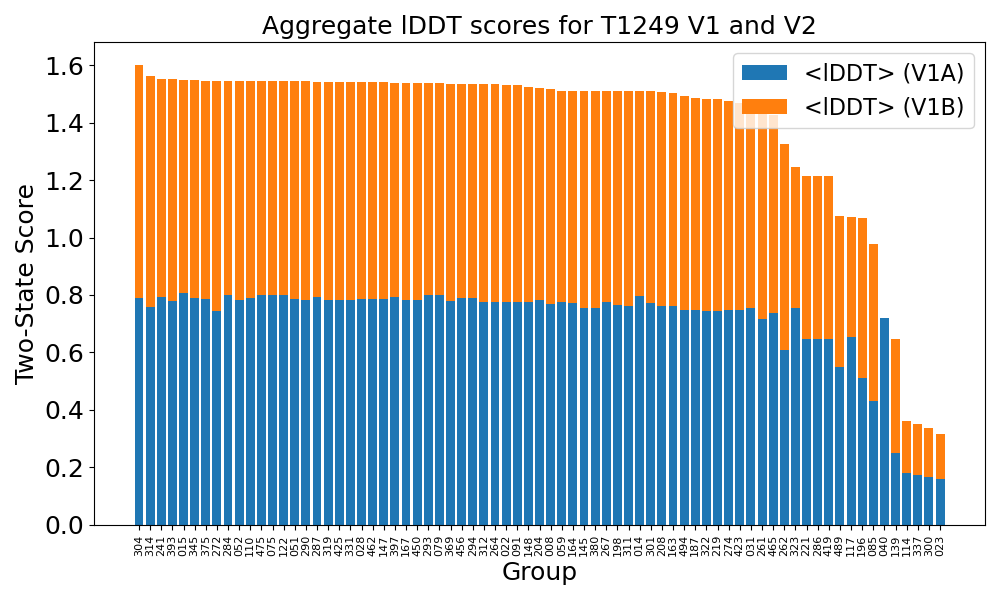 Aggregate lDDT scores for T1249 V1 and V2
<lDDT> (V1A)
<lDDT> (V1B)
Two-State Score
1.6
1.4
1.2
1.0
0.8
0.6
0.4
0.2
0.0
304 314 241 393 015 345 375 272 284 052 110 475 075 122 051 290 287 319 425 331 028 462 147 397 167 450 293 079 369 456 294 312 264 022 091 148 204 008 059 164 145 380 267 198 311 014 301 208 163 494 187 322 219 274 423 031 261 465 262 323 221 286 419 489 117 196 085 040 139 114 337 300 023
Group